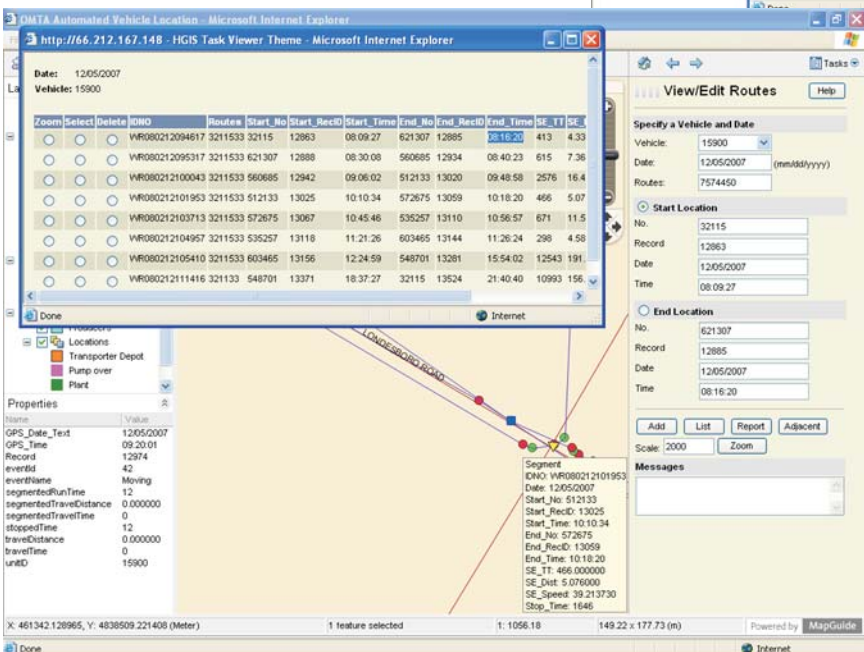 Done
OMTA Automated Vehicle Location - Microsoft Internet Explorer
http://66.212.167.148 - HGIS Task Viewer Theme - Microsoft Internet Explorer
Date: 12/05/2007
Vehicle: 15900
Zoom Select Delete IDNO Routes Start_No Start_RecID Start_Time End_No End_RecID End_Time SE_TT
WR080212094617 3211533 32115 12863 08:09:27 621307 12885 08:16:20 413 4.33
WR080212095317 3211533 621307 12888 08:30:08 560685 12934 08:40:23 615 7.36
WR080212100043 3211533 560685 12942 09:06:02 512133 13020 09:48:58 2576 16.4
WR080212101953 3211533 512133 13025 10:10:34 572675 13059 10:18:20 466 5.07
WR080212103713 3211533 572675 13067 10:45:46 535257 13110 10:56:57 671 11.5
WR080212104957 3211533 535257 13118 11:21:26 603465 13144 11:26:24 298 4.58
WR080212105410 3211533 603465 13156 12:24:59 548701 13281 15:54:02 12543 191.
WR080212111416 321133 548701 13371 18:37:27 32115 13524 21:40:40 10993 156.
Done
Internet
La
Producers
Locations
Transporter Depot
Pump over
Plant
Properties
Name Value
GPS_Date_Text 12/05/2007
GPS_Time 09:20:01
Record 12974
eventId 42
eventName Moving
segmentedRunTime 12
segmentedTravelDistance 0.000000
segmentedTravelTime 0
stoppedTime 12
travelDistance 0.000000
travelTime 0
unitID 15900
LONDESBORO ROAD
Segment
IDNO: WR080212101953
Date: 12/05/2007
Start_No: 512133
Start_RecID: 13025
Start_Time: 10:10:34
End_No: 572675
End_RecID: 13059
End_Time: 10:18:20
SE_TT: 466.000000
SE_Dist: 5.076000
SE_Speed: 39.213730
Stop_Time: 1646
Tasks
View/Edit Routes
Help
Specify a Vehicle and Date
Vehicle: 15900
Date: 12/05/2007 (mm/dd/yyyy)
Routes: 7574450
Start Location
No. 32115
Record 12863
Date 12/05/2007
Time 08:09:27
End Location
No. 621307
Record 12885
Date 12/05/2007
Time 08:16:20
Add List Report Adjacent
Scale: 2000 Zoom
Messages
X: 461342.128965, Y: 4838509.221408 (Meter)
1 feature selected
1: 1056.18
149.22 x 177.73 (m)
Powered by MapGuide
Done
Internet